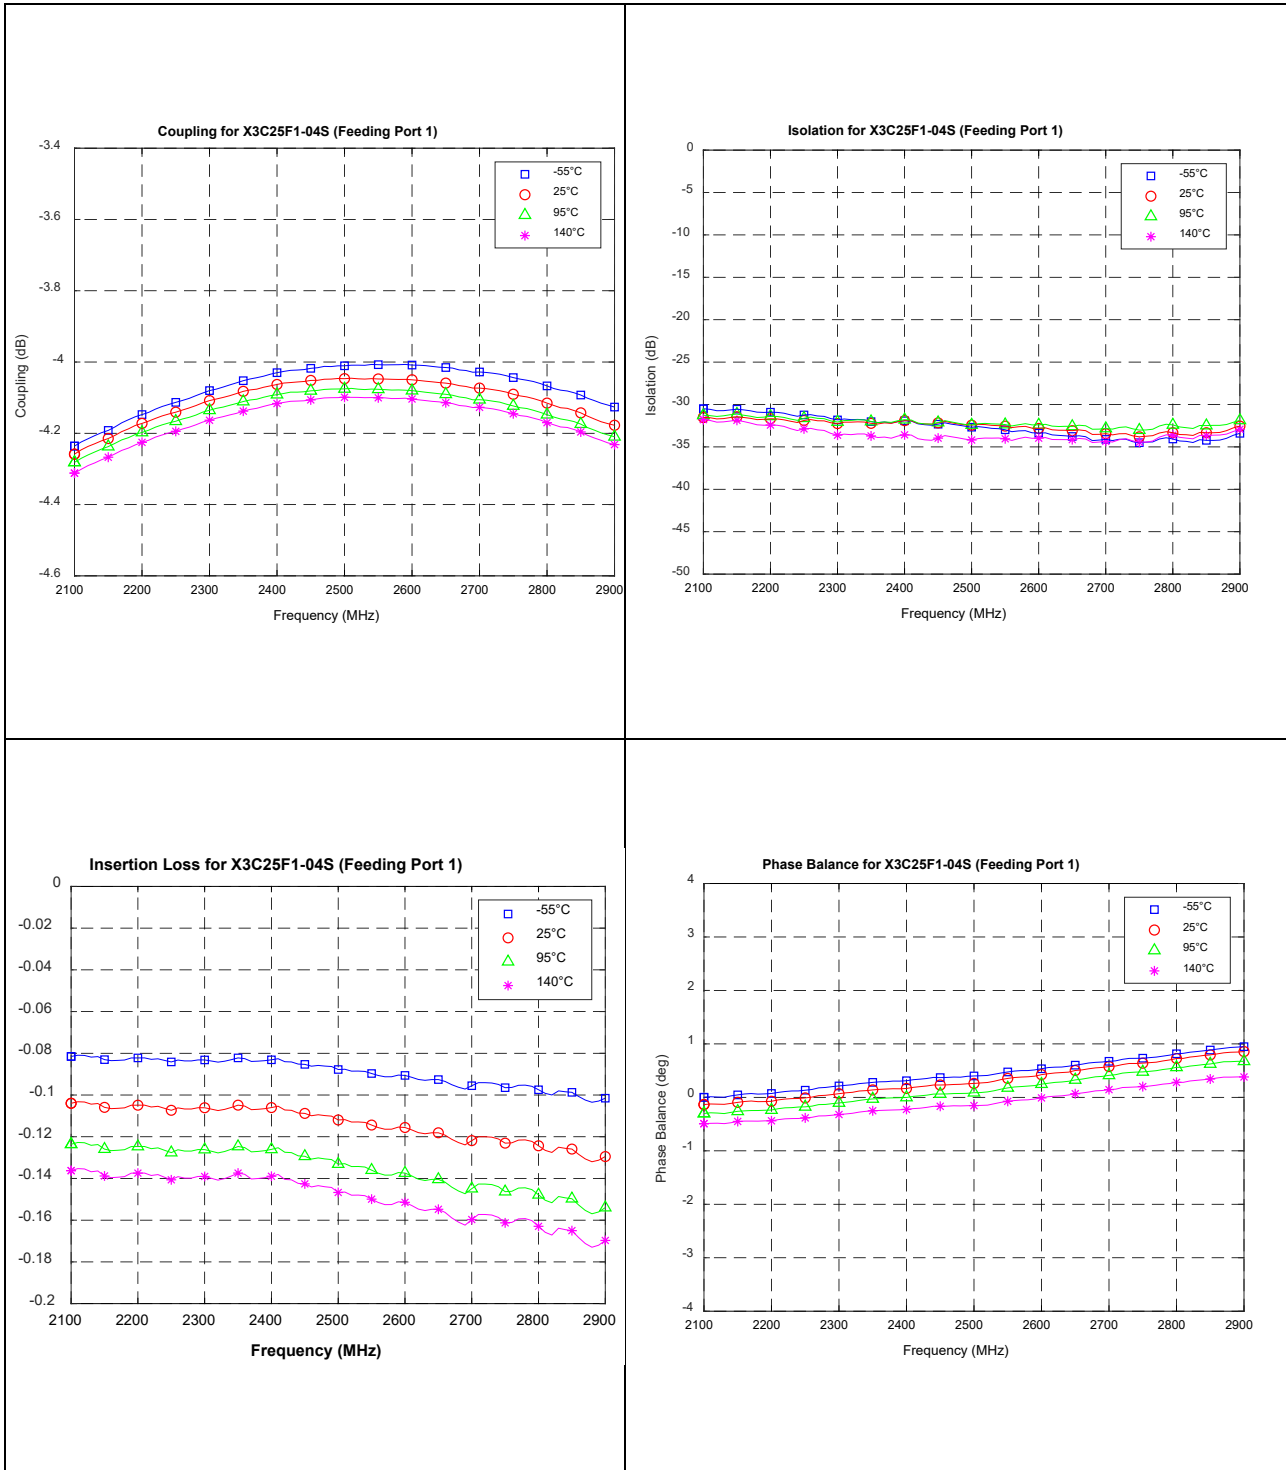 Coupling for X3C25F1-04S (Feeding Port 1)
-3.4
-3.6
-3.8
-4
-4.2
-4.4
-4.6
Coupling (dB)
-55°C
25°C
95°C
140°C
2100 2200 2300 2400 2500 2600 2700 2800 2900
Frequency (MHz)
Isolation for X3C25F1-04S (Feeding Port 1)
0
-5
-10
-15
-20
-25
-30
-35
-40
-45
-50
Isolation (dB)
-55°C
25°C
95°C
140°C
2100 2200 2300 2400 2500 2600 2700 2800 2900
Frequency (MHz)
Insertion Loss for X3C25F1-04S (Feeding Port 1)
0
-0.02
-0.04
-0.06
-0.08
-0.1
-0.12
-0.14
-0.16
-0.18
-0.2
-55°C
25°C
95°C
140°C
2100 2200 2300 2400 2500 2600 2700 2800 2900
Frequency (MHz)
Phase Balance for X3C25F1-04S (Feeding Port 1)
4
3
2
1
0
-1
-2
-3
-4
Phase Balance (deg)
-55°C
25°C
95°C
140°C
2100 2200 2300 2400 2500 2600 2700 2800 2900
Frequency (MHz)